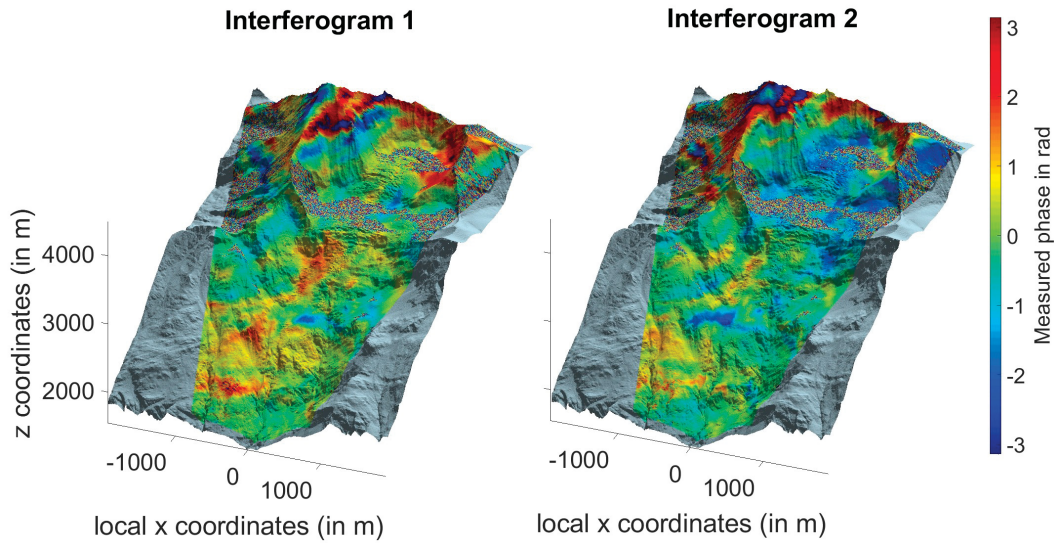 Interferogram 1
Interferogram 2
3
2
1
0
-1
-2
-3
Measured phase in rad
4000
3000
2000
z coordinates (in m)
-1000
0
1000
local x coordinates (in m)
-1000
0
1000
local x coordinates (in m)